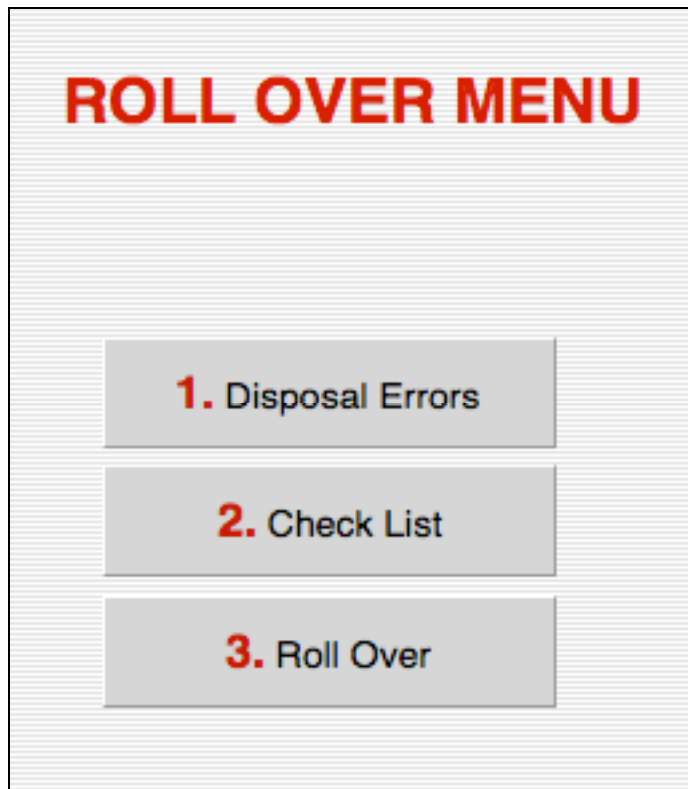 ROLL OVER MENU
1. Disposal Errors
2. Check List
3. Roll Over